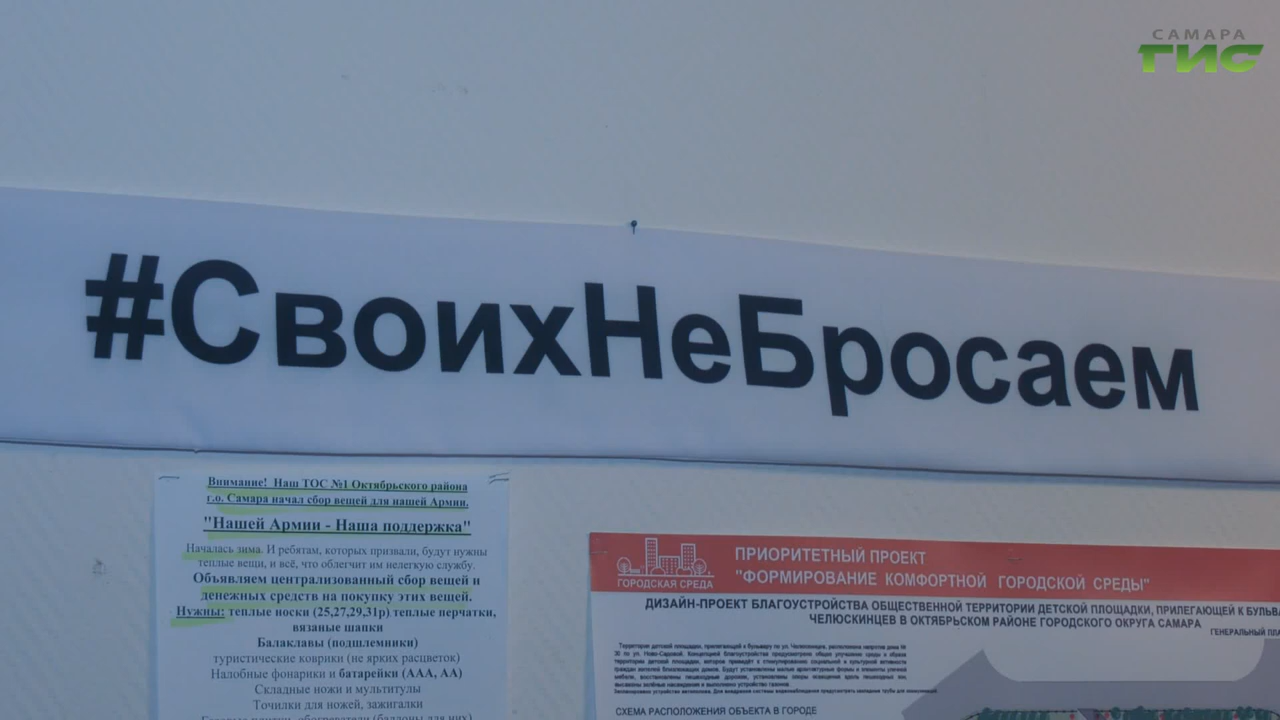 САМАРА
ГИС
#СвоихНеБросаем
Внимание! Наш ТОС №1 Октябрьского района
г.о. Самара начал сбор вещей для нашей Армии.
"Нашей Армии - Наша поддержка"
Началась зима. И ребятам, которых призвали, будут нужны
теплые вещи, и всё, что облегчит им нелегкую службу.
Объявляем централизованный сбор вещей и
денежных средств на покупку этих вещей.
Нужны: теплые носки (25,27,29,31р) теплые перчатки,
вязаные шапки
Балаклавы (подшлемники)
туристические коврики (не ярких расцветок)
Налобные фонарики и батарейки (ААА, АА)
Складные ножи и мультитулы
Точилки для ножей, зажигалки
ГОРОДСКАЯ СРЕДА
ПРИОРИТЕТНЫЙ ПРОЕКТ
"ФОРМИРОВАНИЕ КОМФОРТНОЙ ГОРОДСКОЙ СРЕДЫ"
ДИЗАЙН-ПРОЕКТ БЛАГОУСТРОЙСТВА ОБЩЕСТВЕННОЙ ТЕРРИТОРИИ ДЕТСКОЙ ПЛОЩАДКИ, ПРИЛЕГАЮЩЕЙ К БУЛЬВА
ЧЕЛЮСКИНЦЕВ В ОКТЯБРЬСКОМ РАЙОНЕ ГОРОДСКОГО ОКРУГА САМАРА
ГЕНЕРАЛЬНЫЙ ПЛА
СХЕМА РАСПОЛОЖЕНИЯ ОБЪЕКТА В ГОРОДЕ